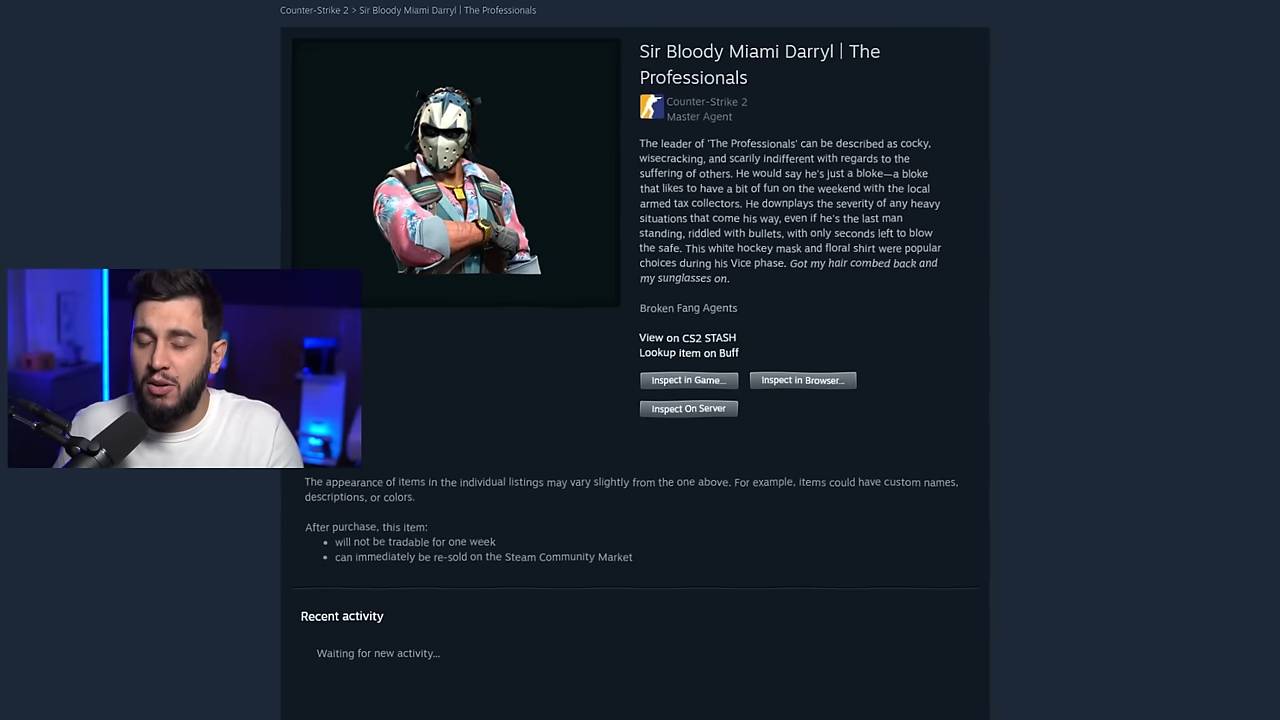 Counter-Strike 2 > Sir Bloody Miami Darryl | The Professionals
Sir Bloody Miami Darryl | The
Professionals
Counter-Strike 2
Master Agent
The leader of 'The Professionals' can be described as cocky,
wisecracking, and scarily indifferent with regards to the
suffering of others. He would say he's just a bloke—a bloke
that likes to have a bit of fun on the weekend with the local
armed tax collectors. He downplays the severity of any heavy
situations that come his way, even if he's the last man
standing, riddled with bullets, with only seconds left to blow
the safe. This white hockey mask and floral shirt were popular
choices during his Vice phase. Got my hair combed back and
my sunglasses on.
Broken Fang Agents
View on CS2 STASH
Lookup item on Buff
Inspect in Game...
Inspect in Browser...
Inspect On Server
The appearance of items in the individual listings may vary slightly from the one above. For example, items could have custom names,
descriptions, or colors.
After purchase, this item:
• will not be tradable for one week
• can immediately be re-sold on the Steam Community Market
Recent activity
Waiting for new activity...